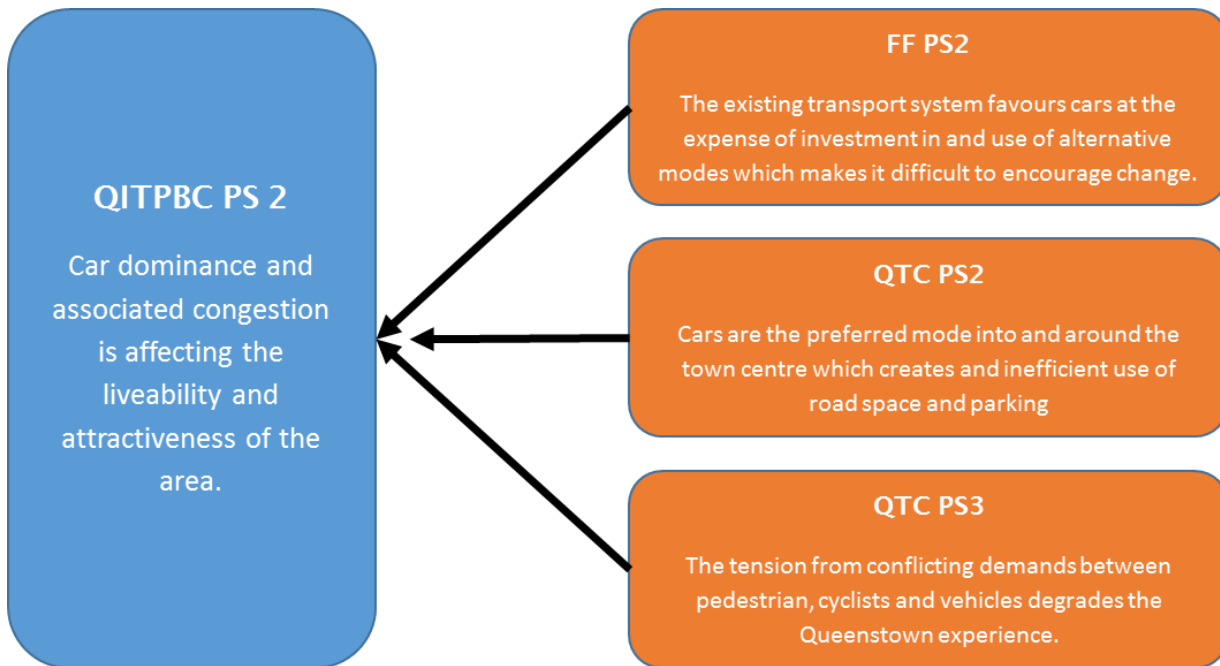 QITPBC PS 2
Car dominance and
associated congestion
is affecting the
liveability and
attractiveness of the
area.
FF PS2
The existing transport system favours cars at the
expense of investment in and use of alternative
modes which makes it difficult to encourage change.
QTC PS2
Cars are the preferred mode into and around the
town centre which creates and inefficient use of
road space and parking
QTC PS3
The tension from conflicting demands between
pedestrian, cyclists and vehicles degrades the
Queenstown experience.